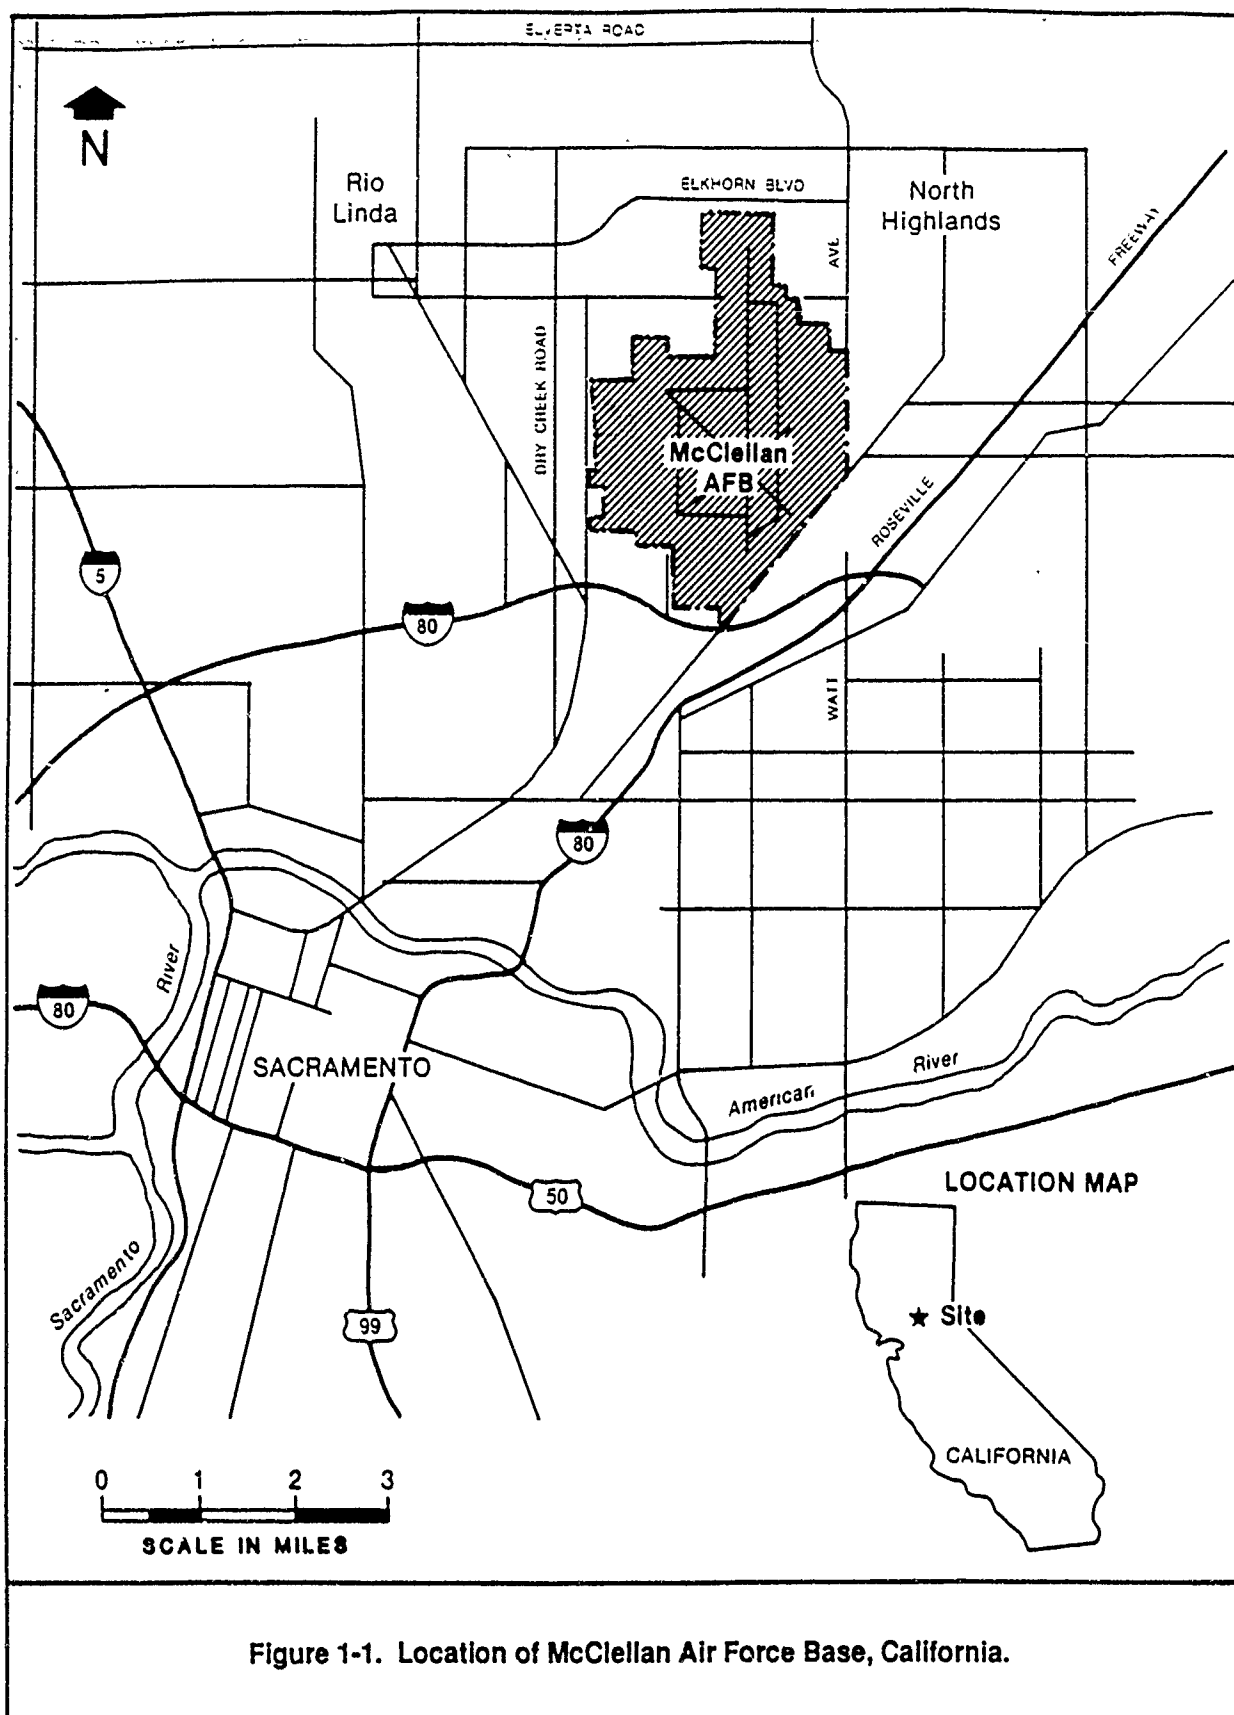 ELVERTA ROAD
N
Rio
Linda
ELKHORN BLVD
North
Highlands
AVE
FREEWAY
DRY CREEK ROAD
McClellan
AFB
ROSEVILLE
5
80
WATT
80
River
80
SACRAMENTO
American
River
50
LOCATION MAP
Sacramento
99
Site
CALIFORNIA
0 1 2 3
SCALE IN MILES
Figure 1-1. Location of McClellan Air Force Base, California.